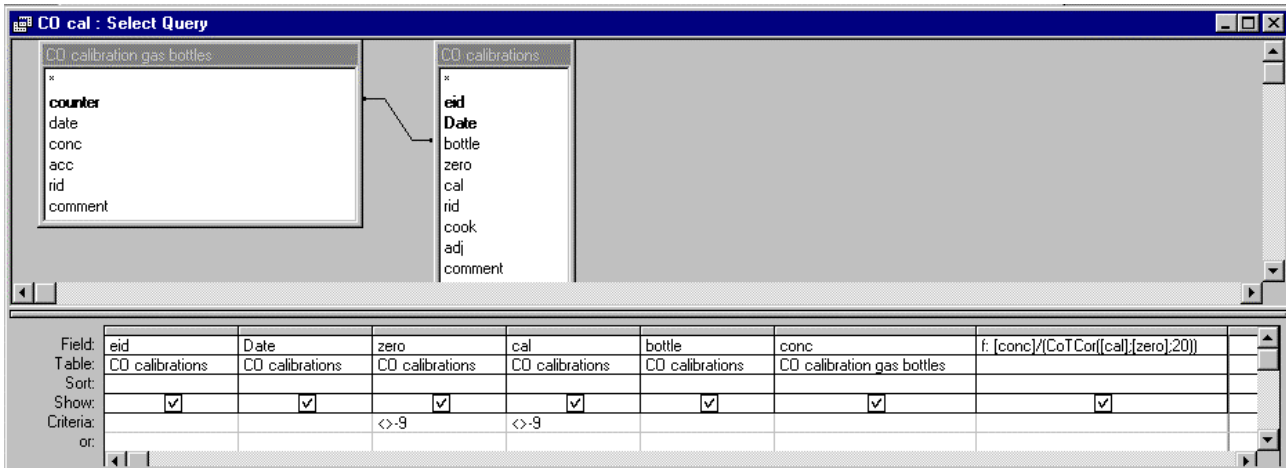 CO cal : Select Query
CO calibration gas bottles
*
counter
date
conc
acc
rid
comment
CO calibrations
*
eid
Date
bottle
zero
cal
rid
cook
adj
comment
Field: eid Date zero cal bottle conc f: [conc]/(CoTCor([cal];[zero];20))
Table: CO calibrations CO calibrations CO calibrations CO calibrations CO calibrations CO calibration gas bottles
Sort:
Show:
Criteria: <>-9 <>-9
or: